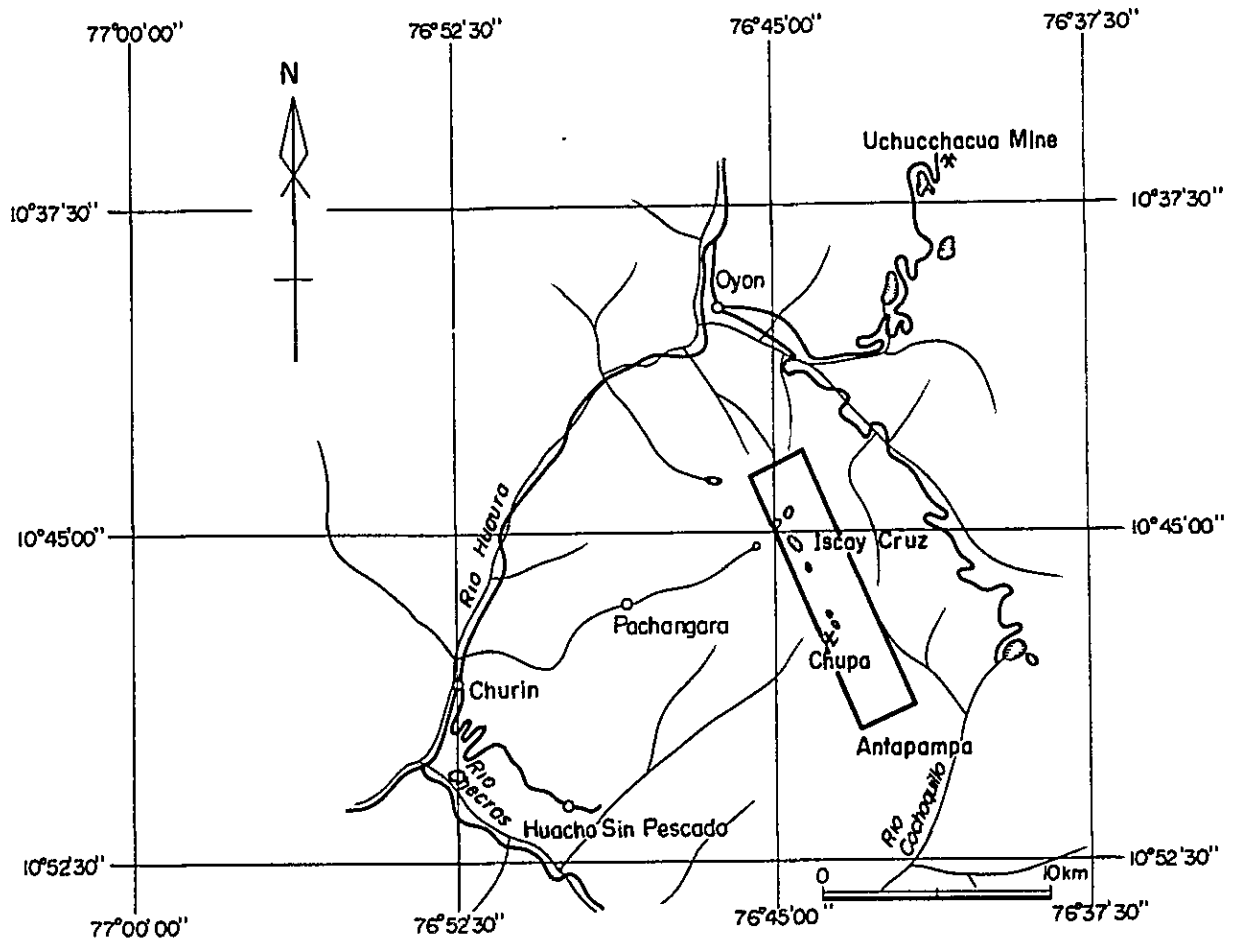 77°00'00"
76°52'30"
76°45'00"
76°37'30"
N
Uchucchacua Mine
10°37'30"
10°37'30"
Oyon
RIO Huaura
10°45'00"
10°45'00"
Iscay Cruz
Pachangara
Chupa
Churin
Antapampa
RIO
Checros
Huacho Sin Pescado
RIO
Cochaquillo
10°52'30"
10°52'30"
0
10km
77°00'00"
76°52'30"
76°45'00"
76°37'30"